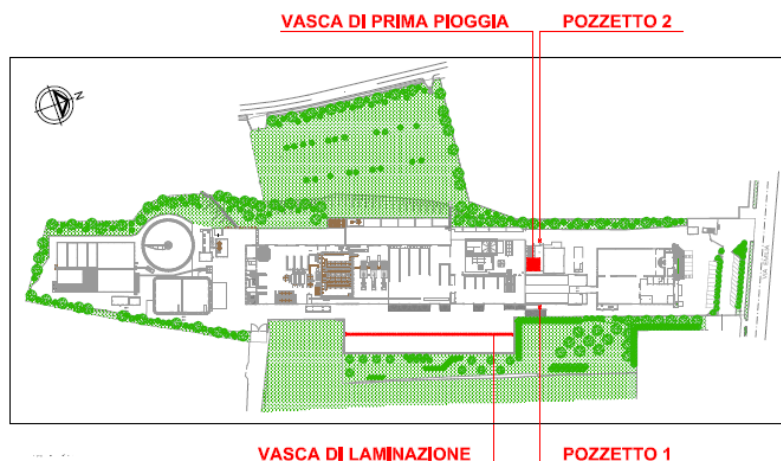 VASCA DI PRIMA PIOGGIA POZZETTO 2
N
VASCA DI LAMINAZIONE POZZETTO 1